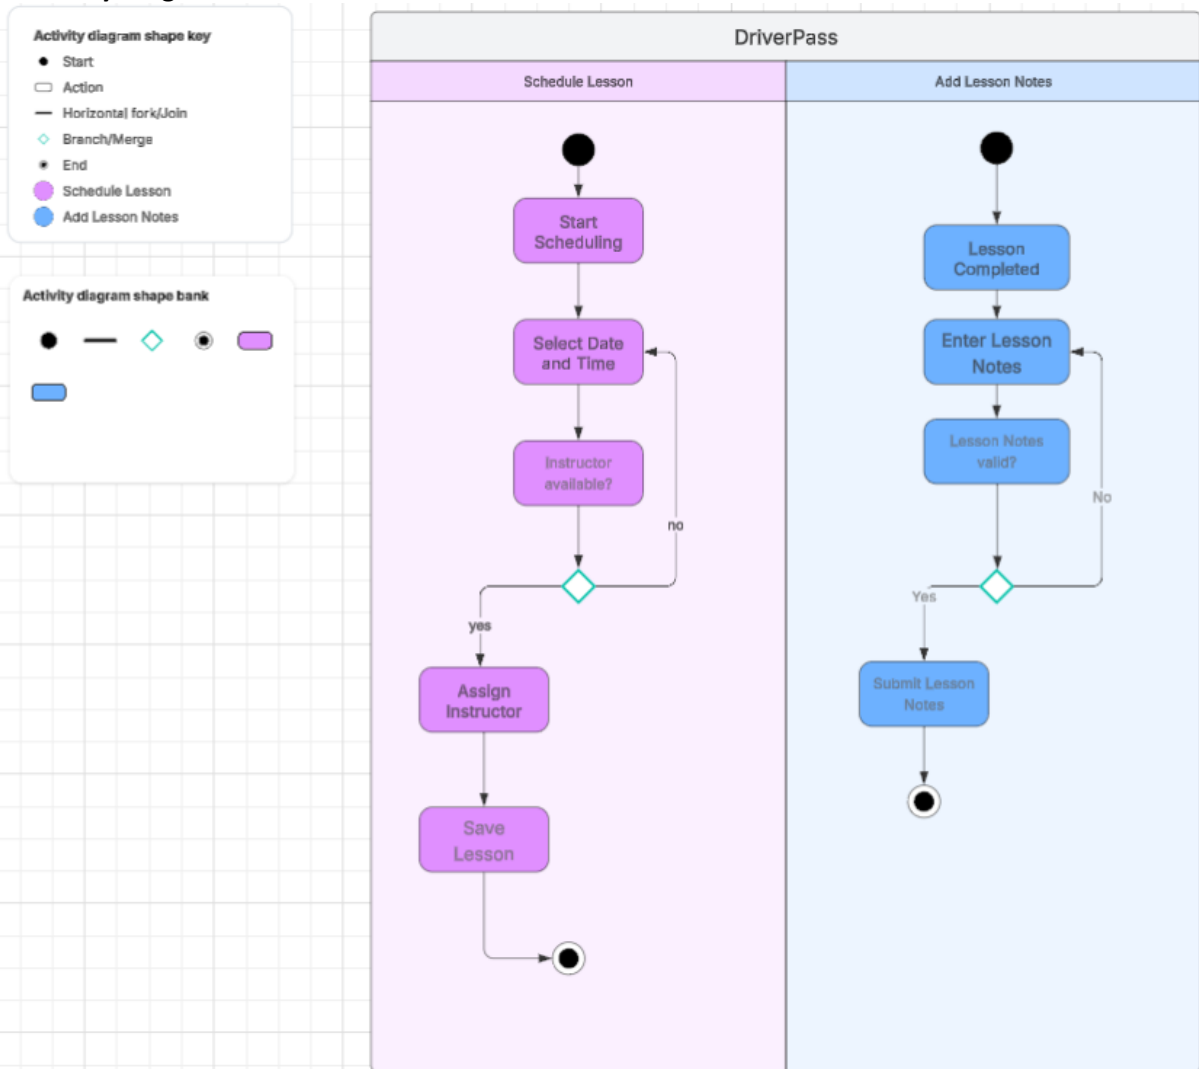 Activity diagram shape key
Start
Action
Horizontal fork/Join
Branch/Merge
End
Schedule Lesson
Add Lesson Notes
Activity diagram shape bank
DriverPass
Schedule Lesson
Start
Scheduling
Select Date
and Time
Instructor
available?
no
yes
Assign
Instructor
Save
Lesson
Add Lesson Notes
Lesson
Completed
Enter Lesson
Notes
Lesson Notes
valid?
No
Yes
Submit Lesson
Notes